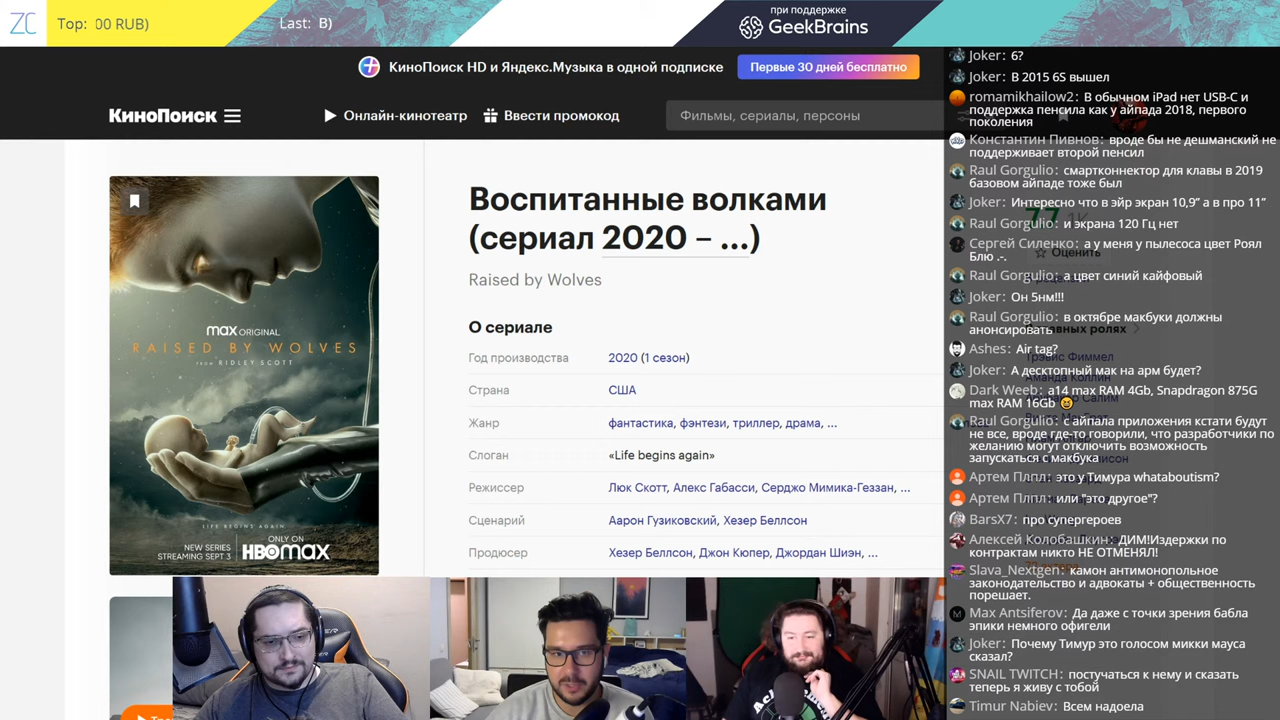 ZC
Top: 00 RUB)
Last: B)
при поддержке
GeekBrains
КиноПоиск HD и Яндекс.Музыка в одной подписке
Первые 30 дней бесплатно
КиноПоиск
Онлайн-кинотеатр
Ввести промокод
Фильмы, сериалы, персоны
Воспитанные волками
(сериал 2020 – ...)
Raised by Wolves
О сериале
Год производства 2020 (1 сезон)
Страна США
Жанр фантастика, фэнтези, триллер, драма, ...
Слоган «Life begins again»
Режиссер Люк Скотт, Алекс Габасси, Серджо Мимика-Геззан, ...
Сценарий Аарон Гузиковский, Хезер Беллсон
Продюсер Хезер Беллсон, Джон Кюпер, Джордан Шиэн, ...
max ORIGINAL
RAISED BY WOLVES
FROM RIDLEY SCOTT
LIFE BEGINS AGAIN
NEW SERIES
STREAMING SEPT 3
ONLY ON
HBOmax
Joker: 6?
Joker: В 2015 6S вышел
romamikhailow2: В обычном iPad нет USB-C и
поддержка пенсила как у айпада 2018, первого
поколения
Константин Пивнов: вроде бы не дешманский не
поддерживает второй пенсил
Raul Gorgulio: смартконнектор для клавы в 2019
базовом айпаде тоже был
Joker: Интересно что в эйр экран 10,9” а в про 11”
Raul Gorgulio: и экрана 120 Гц нет
Сергей Силенко: а у меня у пылесоса цвет Роял
Блю .-.
Оценить
Raul Gorgulio: а цвет синий кайфовый
Joker: Он 5нм!!!
Raul Gorgulio: в октябре макбуки должны
анонсировать
Ashes: Air tag?
Joker: А десктопный мак на арм будет?
Dark Weeb: a14 max RAM 4Gb, Snapdragon 875G
max RAM 16Gb
Raul Gorgulio: с айпала приложения кстати будут
не все, вроде где-то говорили, что разработчики по
желанию могут отключить возможность
запускаться с макбука
Артем Плпл: это у Тимура whataboutism?
Артем Плпл: или "это другое"?
BarsX7: про супергероев
Алексей Колобашкин: ДИМ!Издержки по
контрактам никто НЕ ОТМЕНЯЛ!
Slava_Nextgen: камон антимонопольное
законодательство и адвокаты + общественность
порешает.
Max Antsiferov: Да даже с точки зрения бабла
эпики немного офигели
Joker: Почему Тимур это голосом микки мауса
сказал?
SNAIL TWITCH: постучаться к нему и сказать
теперь я живу с тобой
Timur Nabiev: Всем надоела